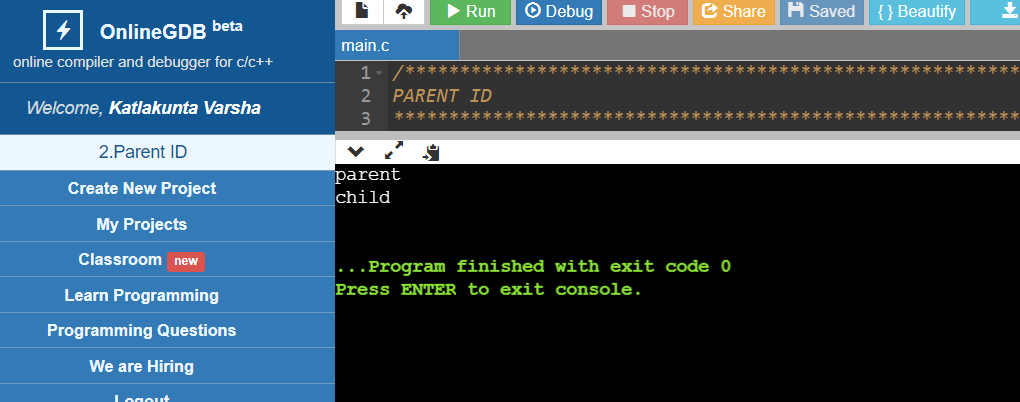 OnlineGDB beta
online compiler and debugger for c/c++
Welcome, Katlakunta Varsha
2.Parent ID
Create New Project
My Projects
Classroom new
Learn Programming
Programming Questions
We are Hiring
Logout
Run Debug Stop Share Saved { } Beautify
main.c
1 /********************************************************
2 PARENT ID
3 *********************************************************
parent
child
...Program finished with exit code 0
Press ENTER to exit console.